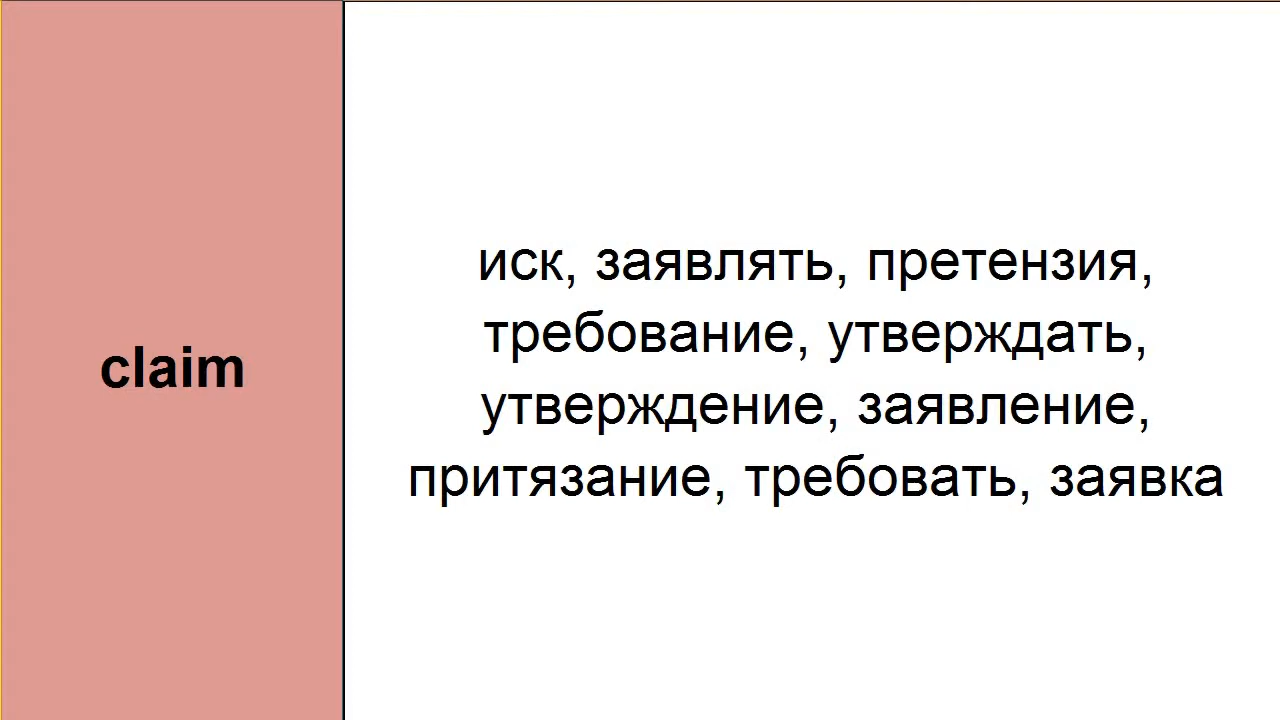 claim
иск, заявлять, претензия,
требование, утверждать,
утверждение, заявление,
притязание, требовать, заявка